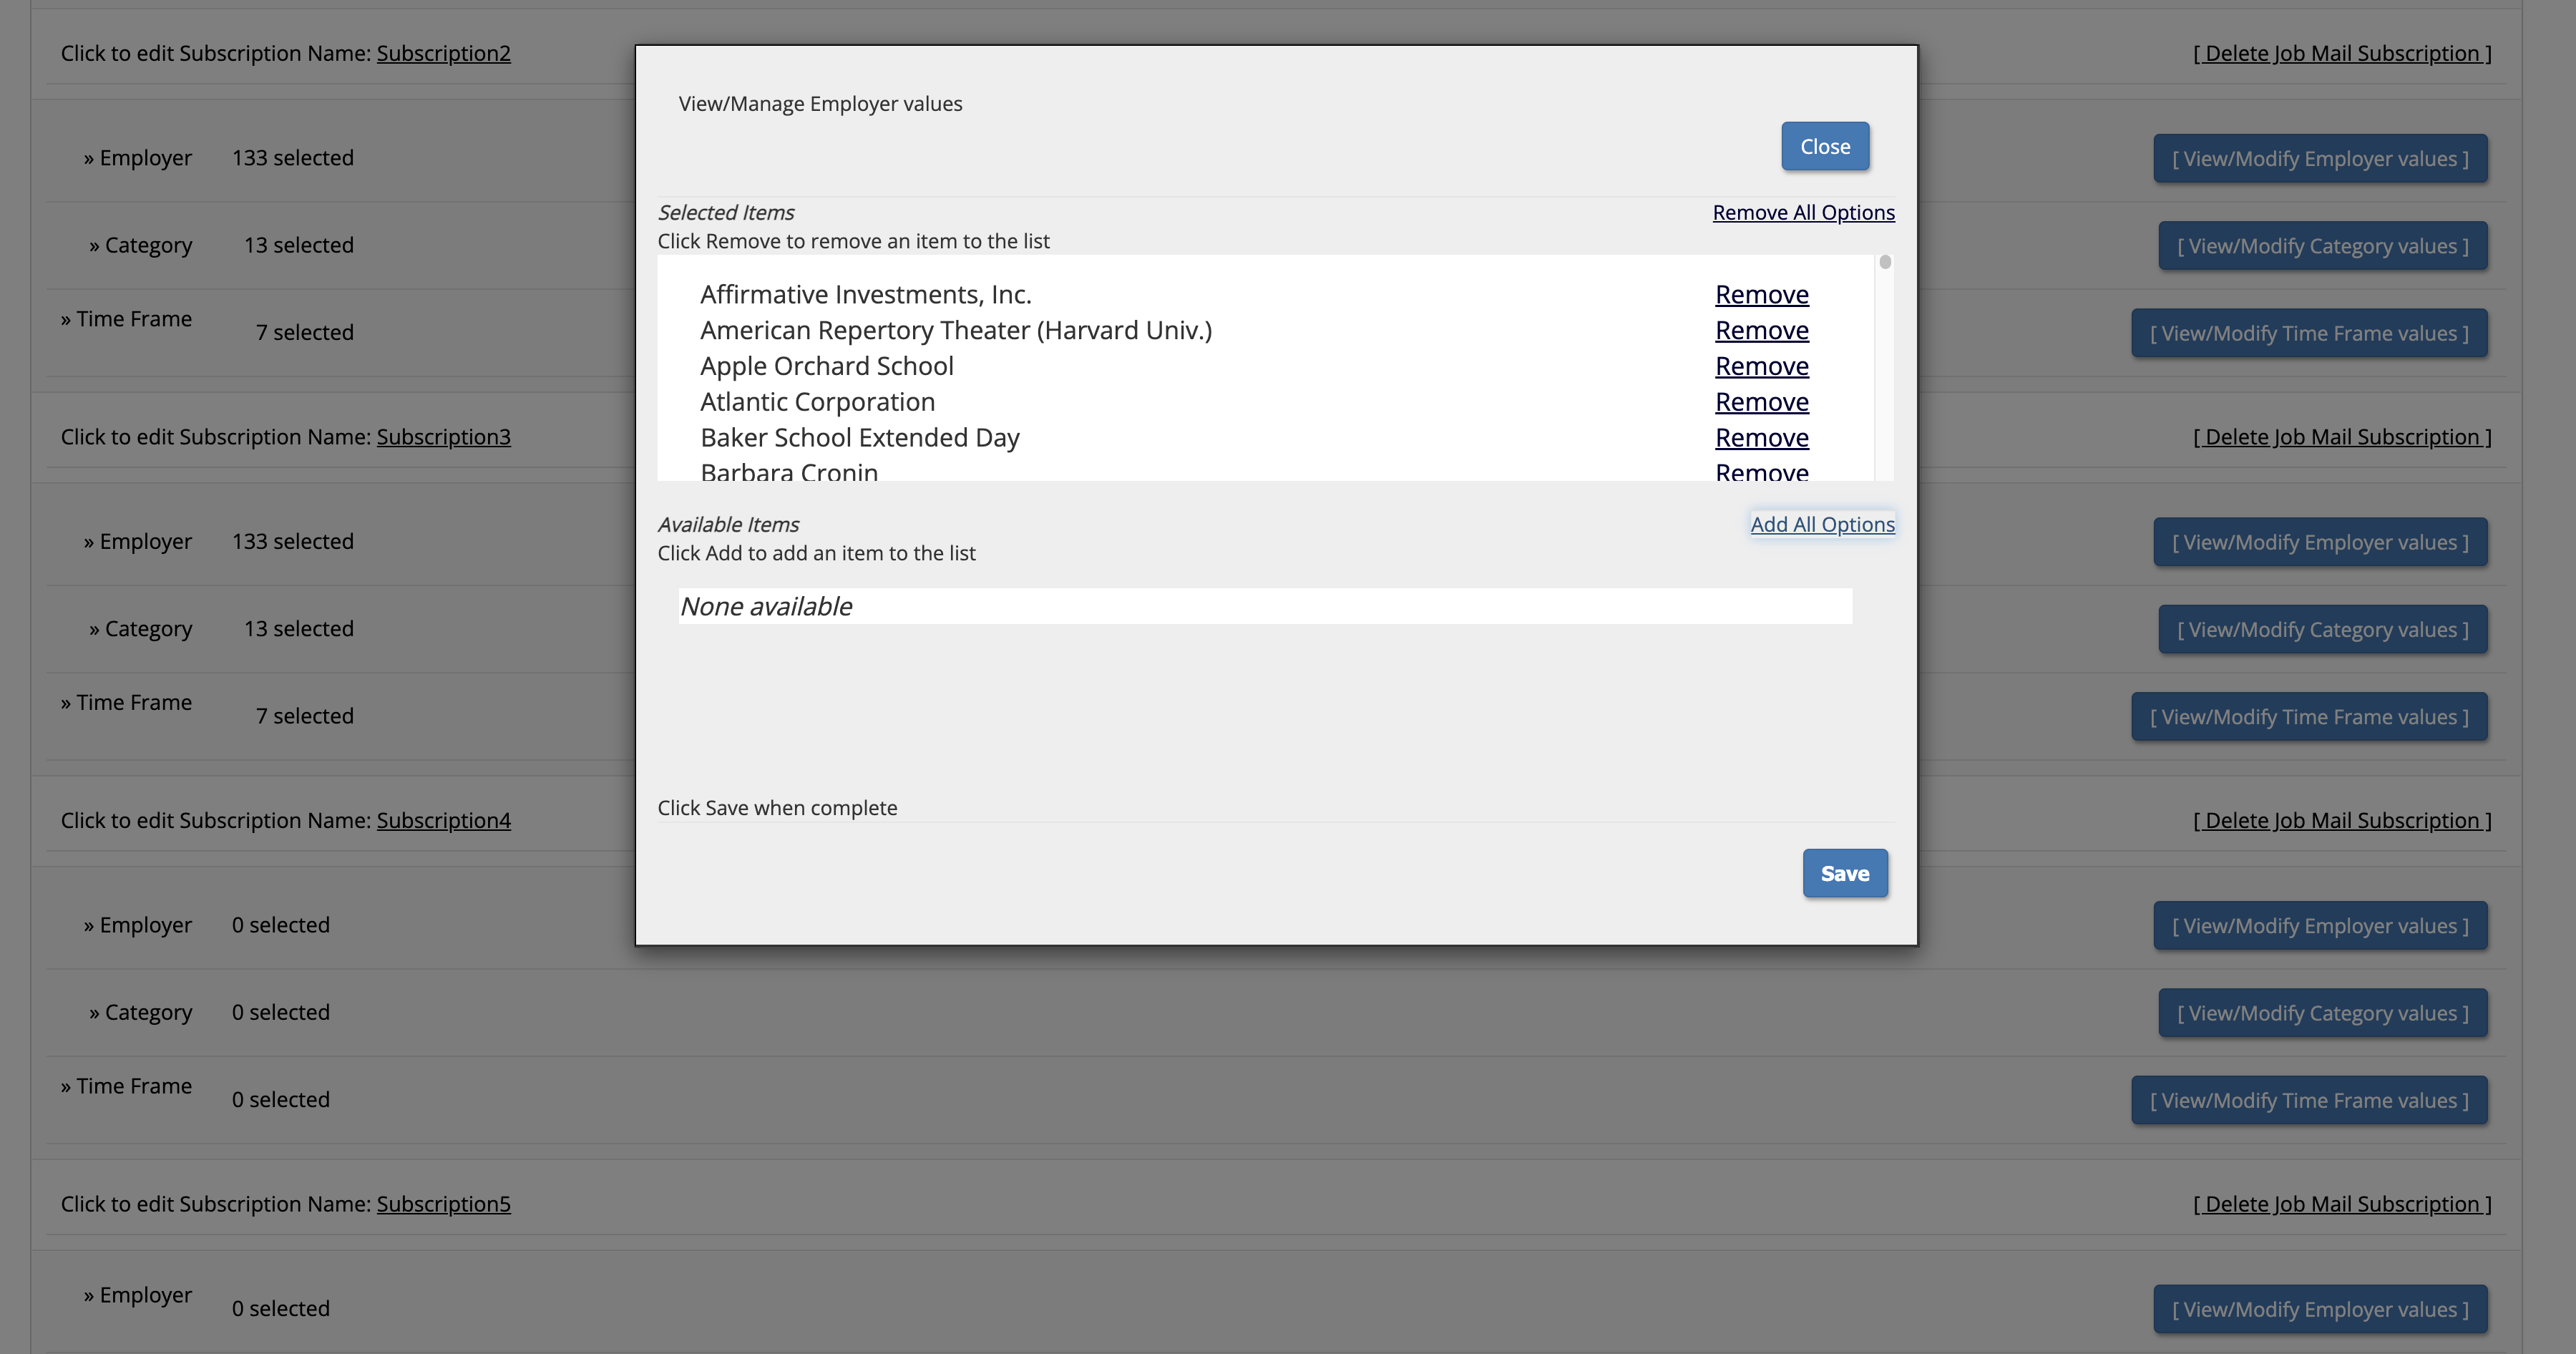 Click to edit Subscription Name: Subscription2
[ Delete Job Mail Subscription ]
» Employer 133 selected
[ View/Modify Employer values ]
» Category 13 selected
[ View/Modify Category values ]
» Time Frame 7 selected
[ View/Modify Time Frame values ]
Click to edit Subscription Name: Subscription3
[ Delete Job Mail Subscription ]
» Employer 133 selected
[ View/Modify Employer values ]
» Category 13 selected
[ View/Modify Category values ]
» Time Frame 7 selected
[ View/Modify Time Frame values ]
Click to edit Subscription Name: Subscription4
[ Delete Job Mail Subscription ]
» Employer 0 selected
[ View/Modify Employer values ]
» Category 0 selected
[ View/Modify Category values ]
» Time Frame 0 selected
[ View/Modify Time Frame values ]
Click to edit Subscription Name: Subscription5
[ Delete Job Mail Subscription ]
» Employer 0 selected
[ View/Modify Employer values ]
View/Manage Employer values
Close
Selected Items Remove All Options
Click Remove to remove an item to the list
Affirmative Investments, Inc. Remove
American Repertory Theater (Harvard Univ.) Remove
Apple Orchard School Remove
Atlantic Corporation Remove
Baker School Extended Day Remove
Barbara Cronin Remove
Available Items Add All Options
Click Add to add an item to the list
None available
Click Save when complete
Save